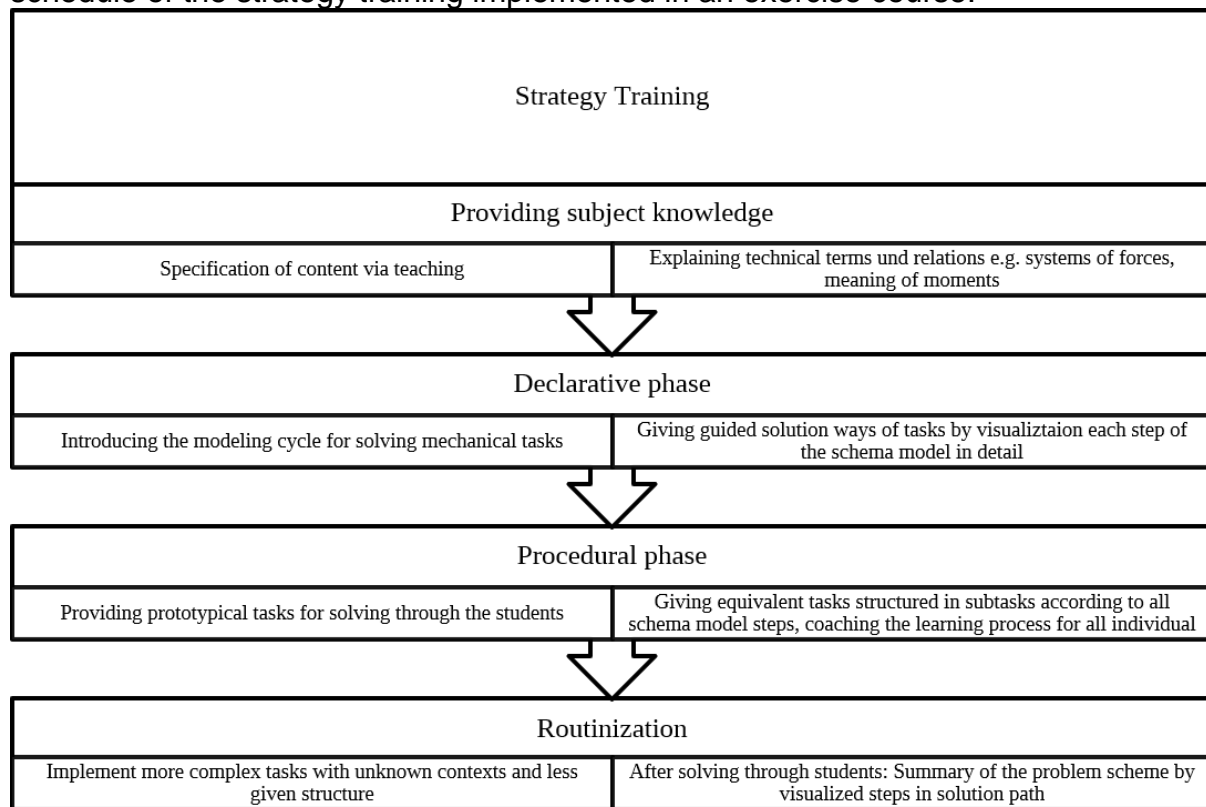 schedule of the strategy training implemented in an exercise course.
Strategy Training
Providing subject knowledge
Specification of content via teaching
Explaining technical terms und relations e.g. systems of forces,
meaning of moments
Declarative phase
Introducing the modeling cycle for solving mechanical tasks
Giving guided solution ways of tasks by visualiztaion each step of
the schema model in detail
Procedural phase
Providing prototypical tasks for solving through the students
Giving equivalent tasks structured in subtasks according to all
schema model steps, coaching the learning process for all individual
Routinization
Implement more complex tasks with unknown contexts and less
given structure
After solving through students: Summary of the problem scheme by
visualized steps in solution path